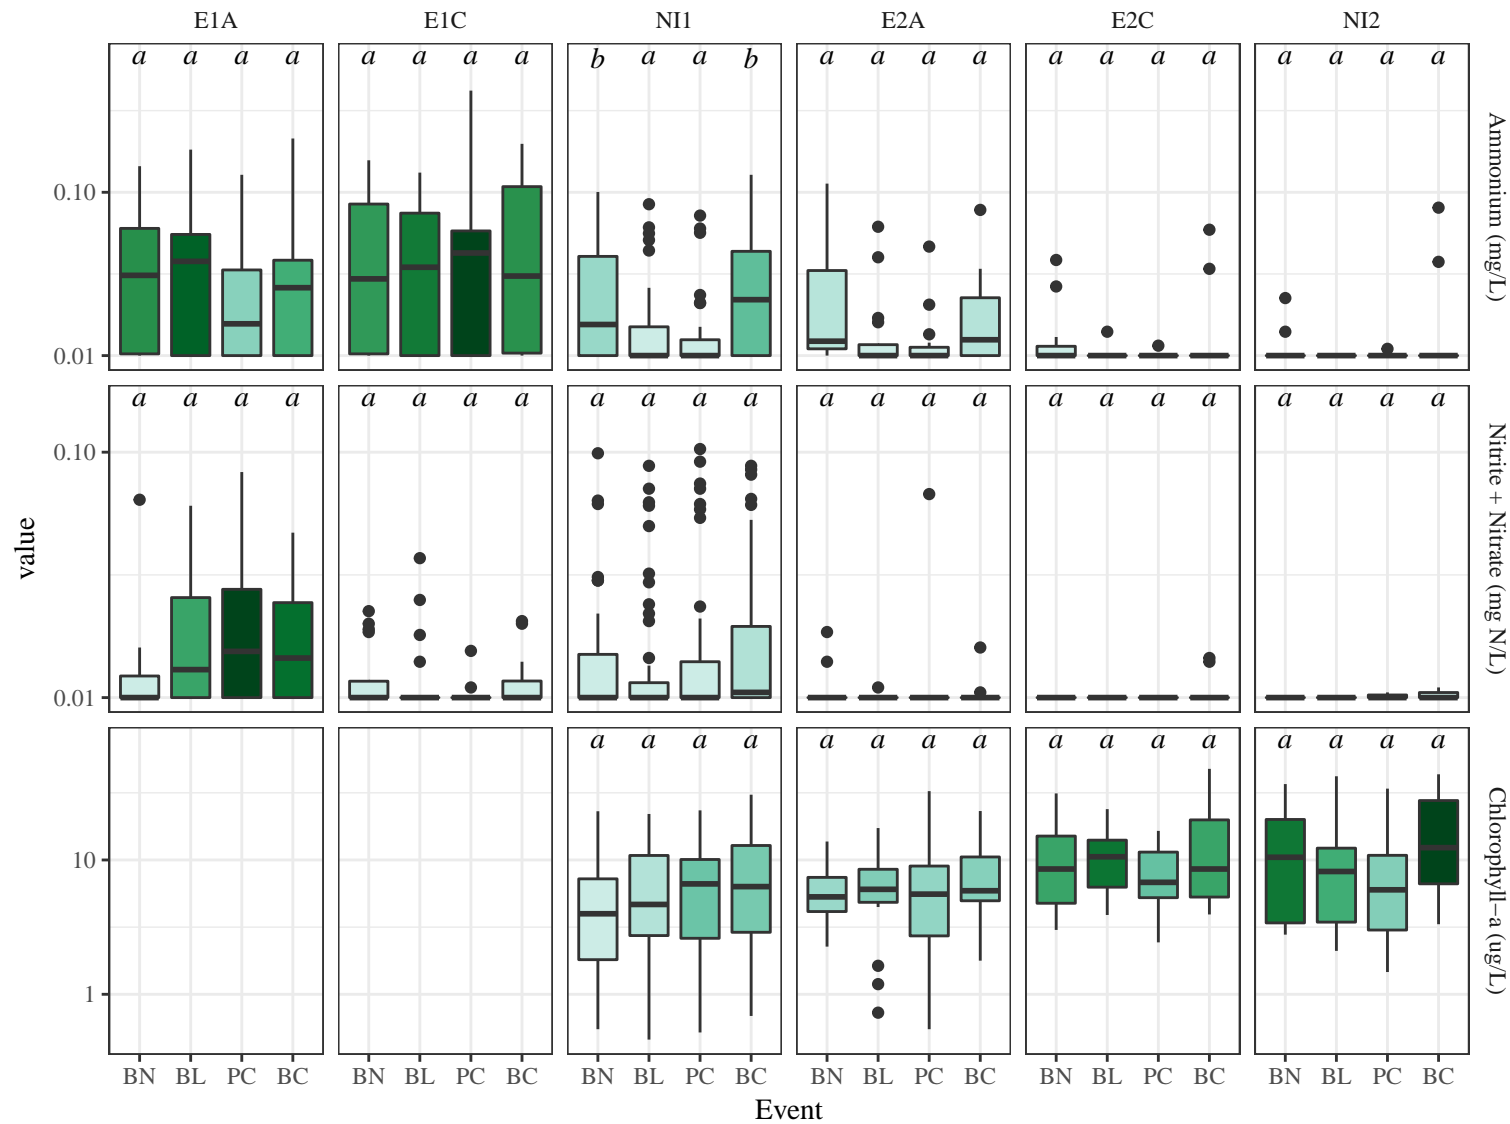 E1A E1C NI1 E2A E2C NI2
a a a a a a a a b a a b a a a a a a a a a a a a
0.10
0.01
Ammonium (mg/L)
a a a a a a a a a a a a a a a a a a a a a a a a
0.10
0.01
Nitrite + Nitrate (mg N/L)
value
a a a a a a a a a a a a a a a a
10
1
Chlorophyll−a (ug/L)
BN BL PC BC BN BL PC BC BN BL PC BC BN BL PC BC BN BL PC BC BN BL PC BC
Event